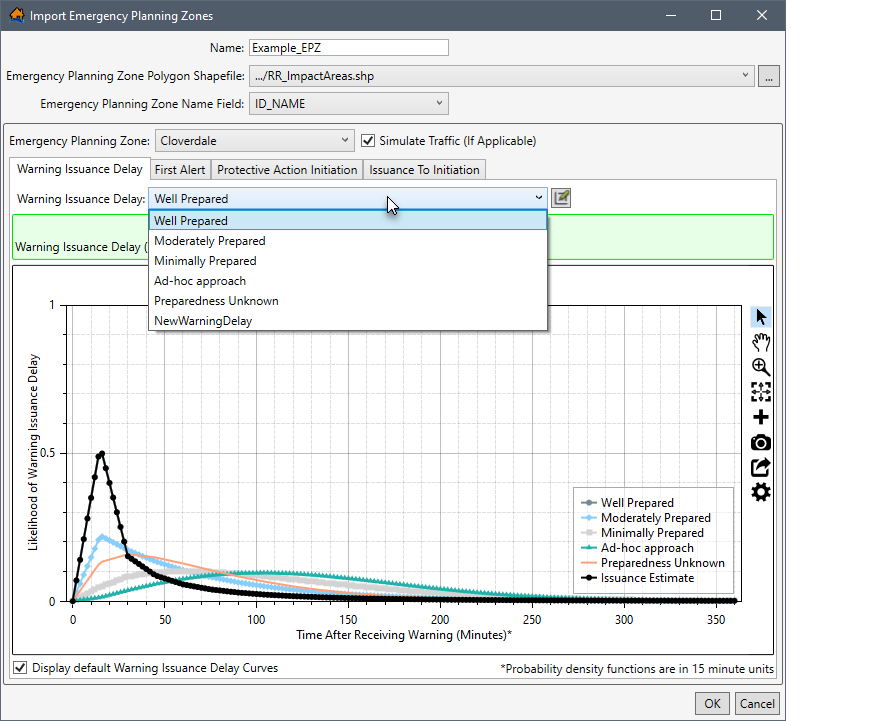 Import Emergency Planning Zones
Name: Example_EPZ
Emergency Planning Zone Polygon Shapefile: .../RR_ImpactAreas.shp ...
Emergency Planning Zone Name Field: ID_NAME
Emergency Planning Zone: Cloverdale Simulate Traffic (If Applicable)
Warning Issuance Delay First Alert Protective Action Initiation Issuance To Initiation
Warning Issuance Delay: Well Prepared
Well Prepared
Moderately Prepared
Minimally Prepared
Ad-hoc approach
Preparedness Unknown
NewWarningDelay
Warning Issuance Delay (
Likelihood of Warning Issuance Delay
1
0.5
0
0 50 100 150 200 250 300 350
Time After Receiving Warning (Minutes)*
Well Prepared
Moderately Prepared
Minimally Prepared
Ad-hoc approach
Preparedness Unknown
Issuance Estimate
Display default Warning Issuance Delay Curves
*Probability density functions are in 15 minute units
OK Cancel